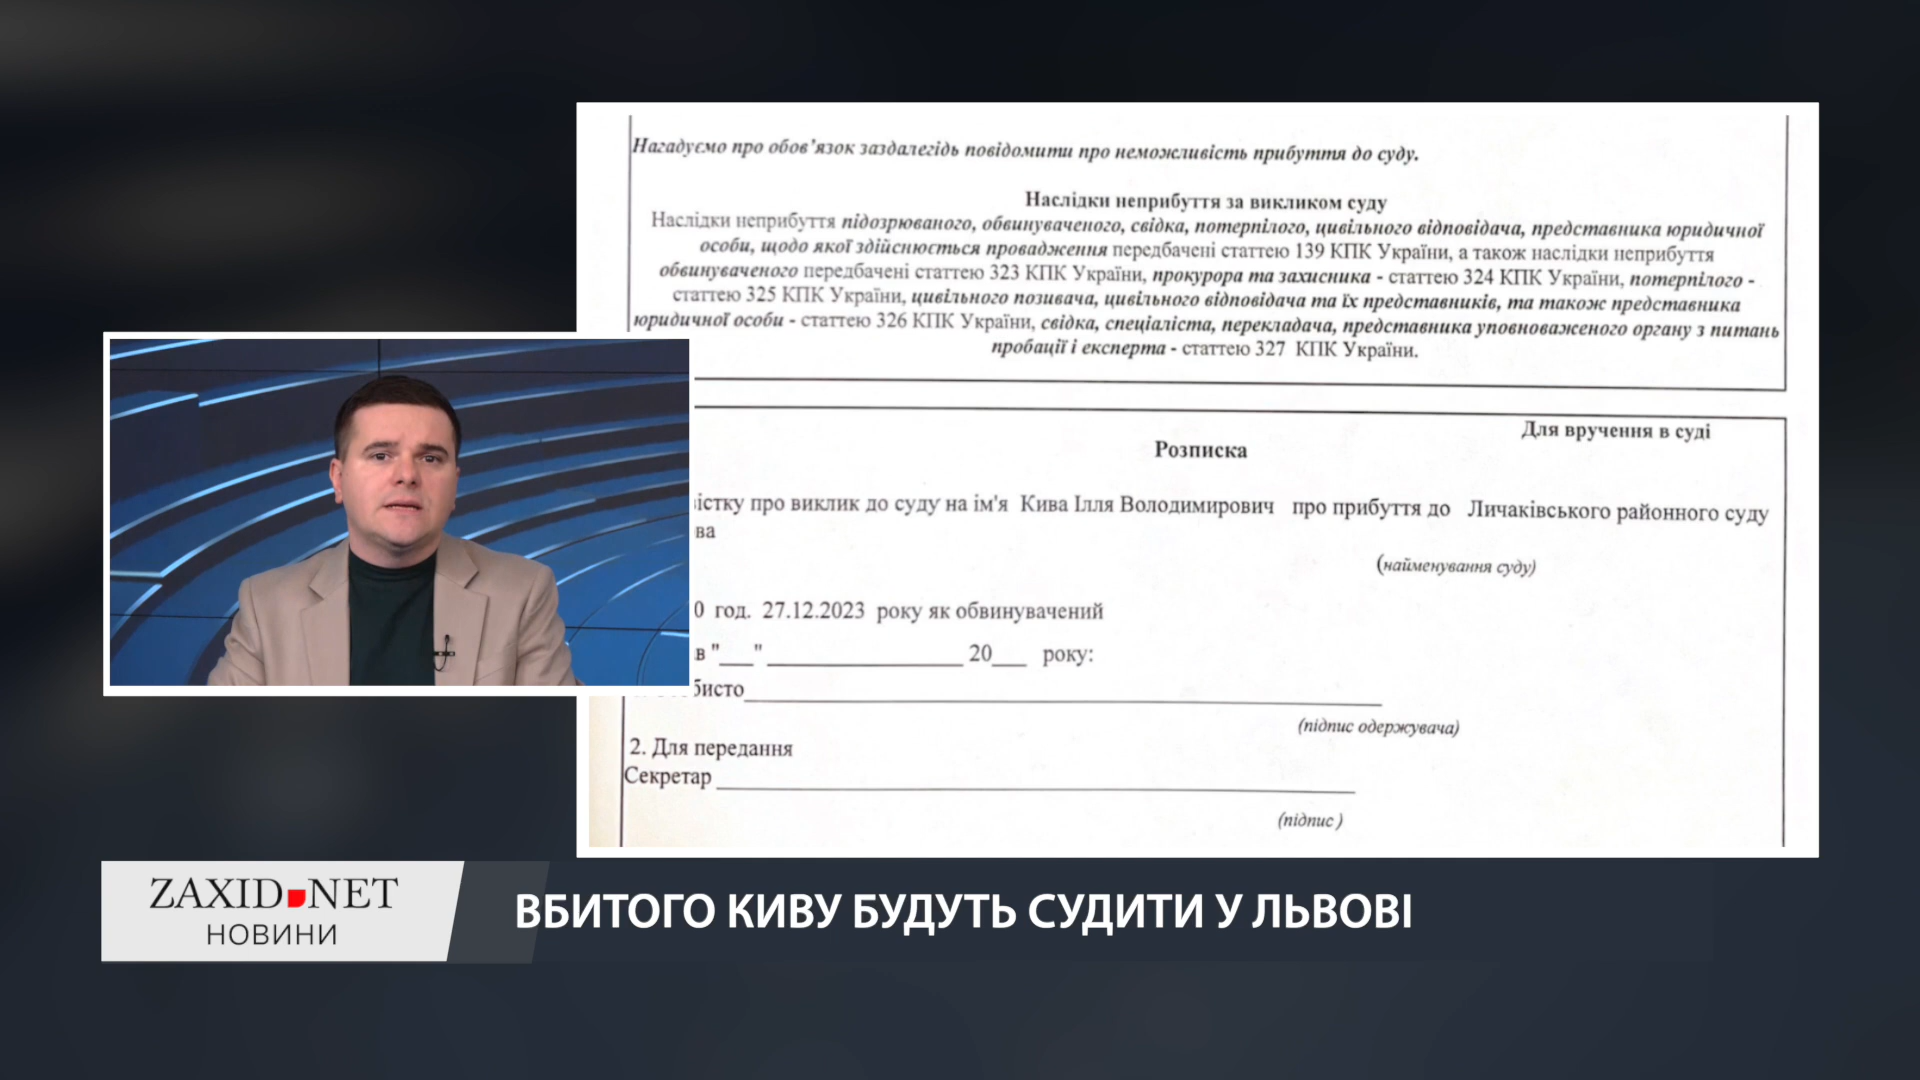 Нагадуємо про обов’язок заздалегідь повідомити про неможливість прибуття до суду.
Наслідки неприбуття за викликом суду
Наслідки неприбуття підозрюваного, обвинуваченого, свідка, потерпілого, цивільного відповідача, представника юридичної
особи, щодо якої здійснюється провадження передбачені статтею 139 КПК України, а також наслідки неприбуття
обвинуваченого передбачені статтею 323 КПК України, прокурора та захисника - статтею 324 КПК України, потерпілого -
статтею 325 КПК України, цивільного позивача, цивільного відповідача та їх представників, та також представника
юридичної особи - статтею 326 КПК України, свідка, спеціаліста, перекладача, представника уповноваженого органу з питань
пробації і експерта - статтею 327 КПК України.
Для вручення в суді
Розписка
істку про виклик до суду на ім'я Кива Ілля Володимирович про прибуття до Личаківського районного суду
ва
(найменування суду)
0 год. 27.12.2023 року як обвинувачений
в "___" ________________ 20___ року:
бисто
(підпис одержувача)
2. Для передання
Секретар
(підпис )
ZAXID.NET
НОВИНИ
ВБИТОГО КИВУ БУДУТЬ СУДИТИ У ЛЬВОВІ